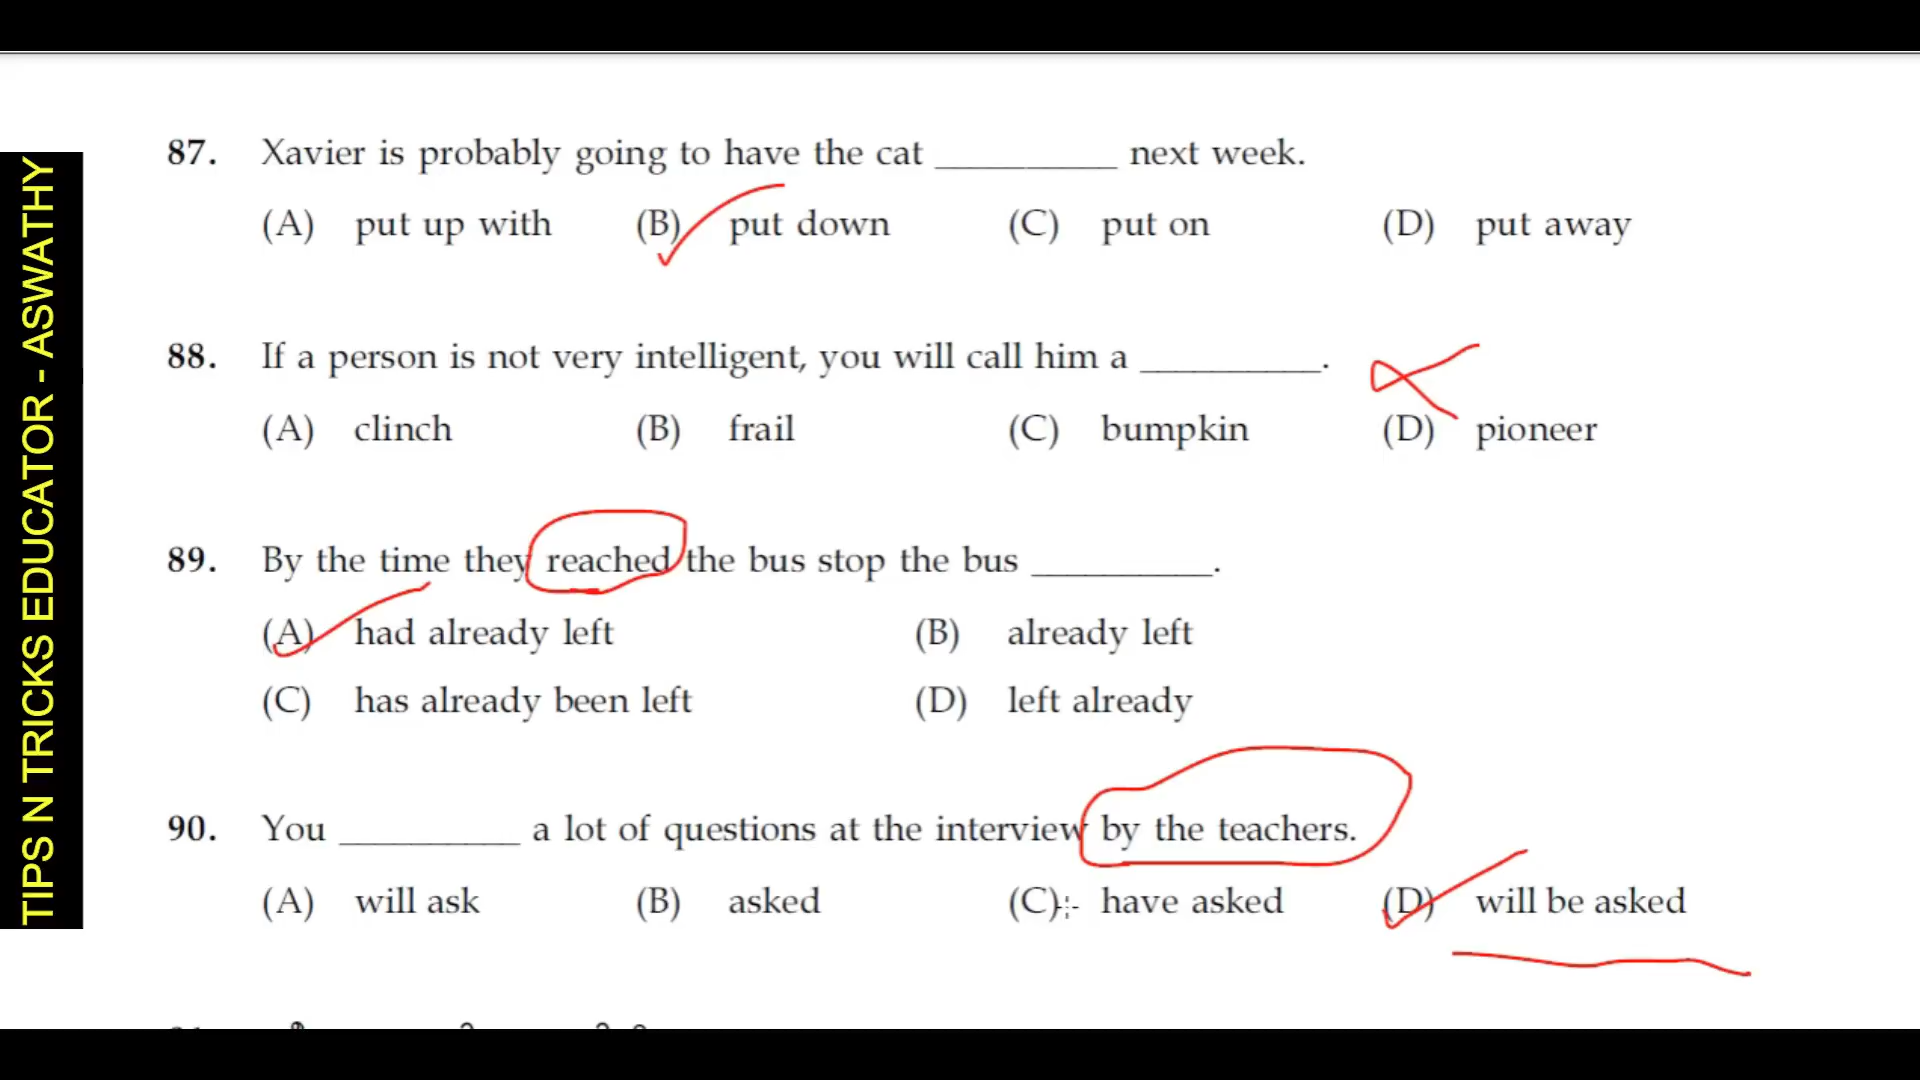 TIPS N TRICKS EDUCATOR - ASWATHY
87. Xavier is probably going to have the cat __________ next week.
(A) put up with (B) put down (C) put on (D) put away
88. If a person is not very intelligent, you will call him a __________.
(A) clinch (B) frail (C) bumpkin (D) pioneer
89. By the time they reached the bus stop the bus __________.
(A) had already left (B) already left
(C) has already been left (D) left already
90. You __________ a lot of questions at the interview by the teachers.
(A) will ask (B) asked (C) have asked (D) will be asked